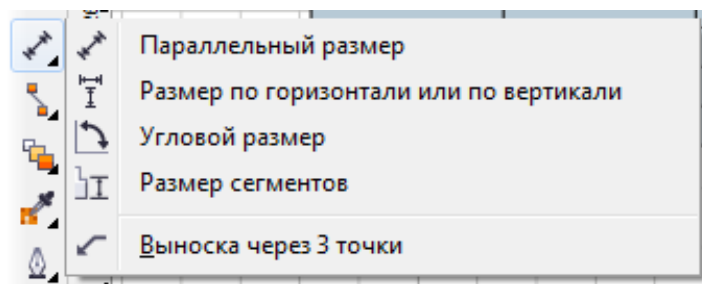 Параллельный размер
Размер по горизонтали или по вертикали
Угловой размер
Размер сегментов
Выноска через 3 точки